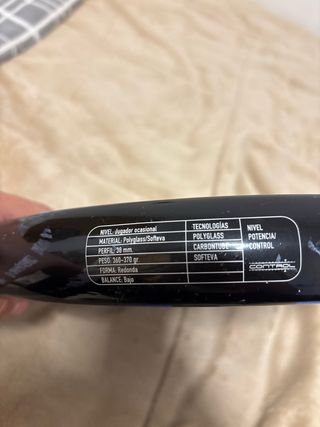 NIVEL: Jugador ocasional
MATERIAL: Polyglass/Softeva
PERFIL: 38 mm.
PESO: 360-370 gr
FORMA: Redonda
BALANCE: Bajo
TECNOLOGÍAS
POLYGLASS
CARBONTUBE
SOFTEVA
NIVEL
POTENCIA/
CONTROL
CONTROL